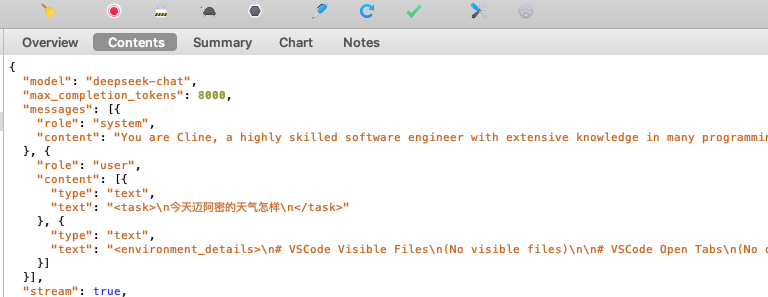 Overview Contents Summary Chart Notes
{
"model": "deepseek-chat",
"max_completion_tokens": 8000,
"messages": [{
"role": "system",
"content": "You are Cline, a highly skilled software engineer with extensive knowledge in many programmin
}, {
"role": "user",
"content": [{
"type": "text",
"text": "<task>\n今天迈阿密的天气怎样\n</task>"
}, {
"type": "text",
"text": "<environment_details>\n# VSCode Visible Files\n(No visible files)\n\n# VSCode Open Tabs\n(No
}]
}],
"stream": true,